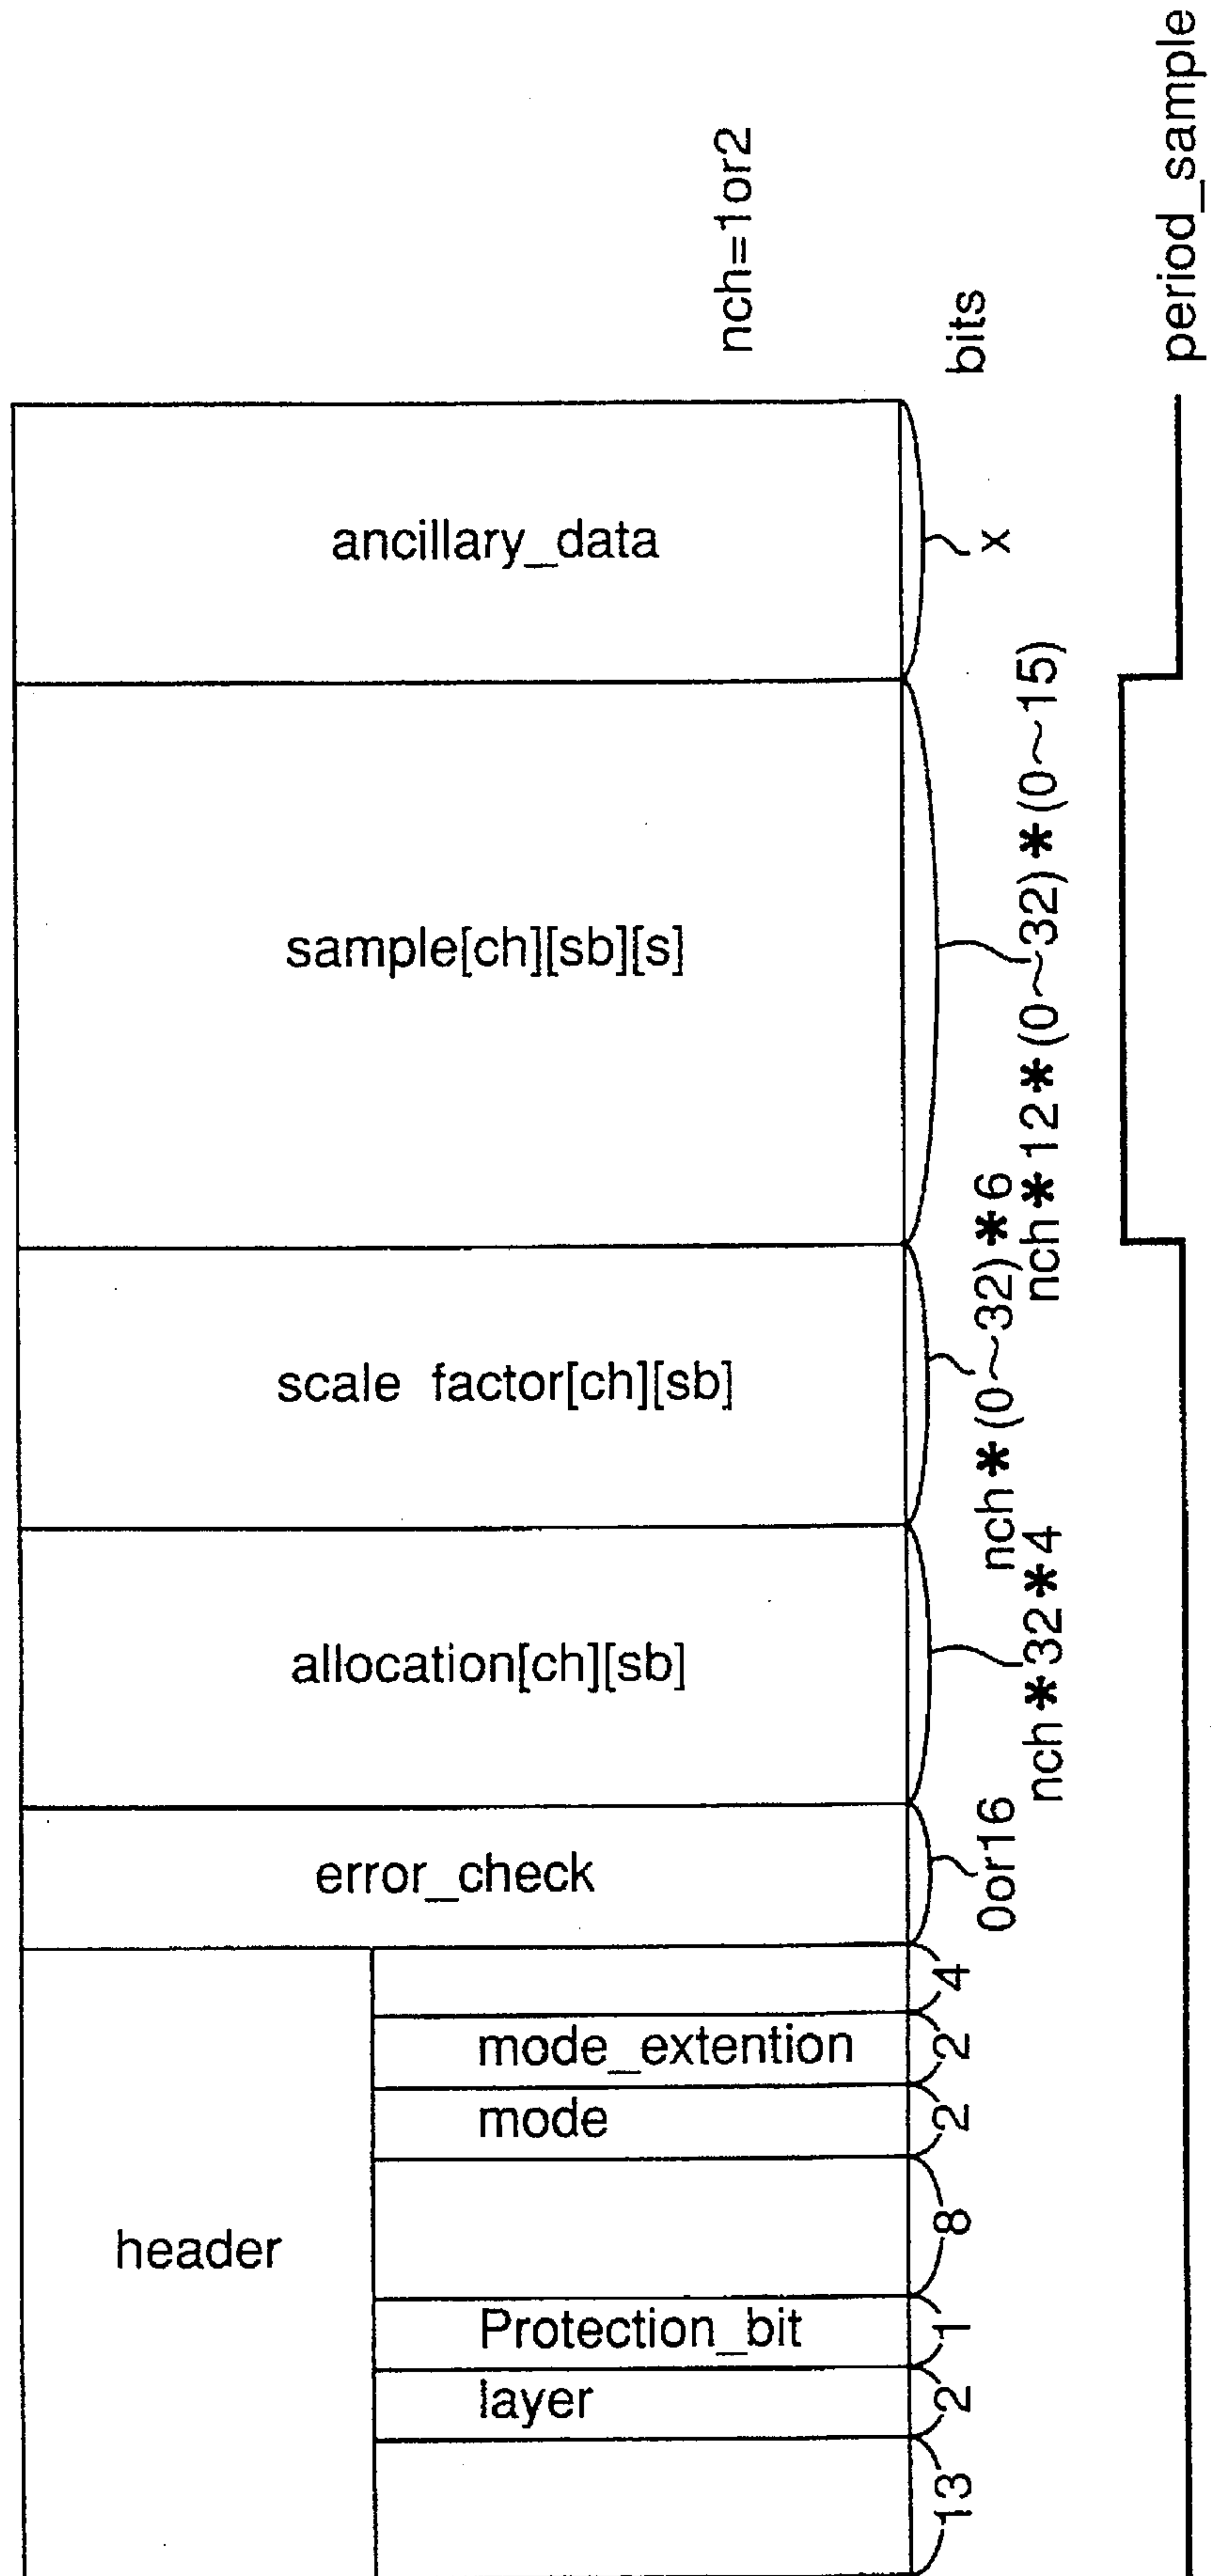 header
error_check
allocation[ch][sb]
scale factor[ch][sb]
sample[ch][sb][s]
ancillary_data
layer
Protection_bit
mode
mode_extention
nch=1or2
13
2
1
8
2
2
4
0or16
nch*32*4
nch*(0~32)*6
nch*12*(0~32)*(0~15)
x
bits
period_sample